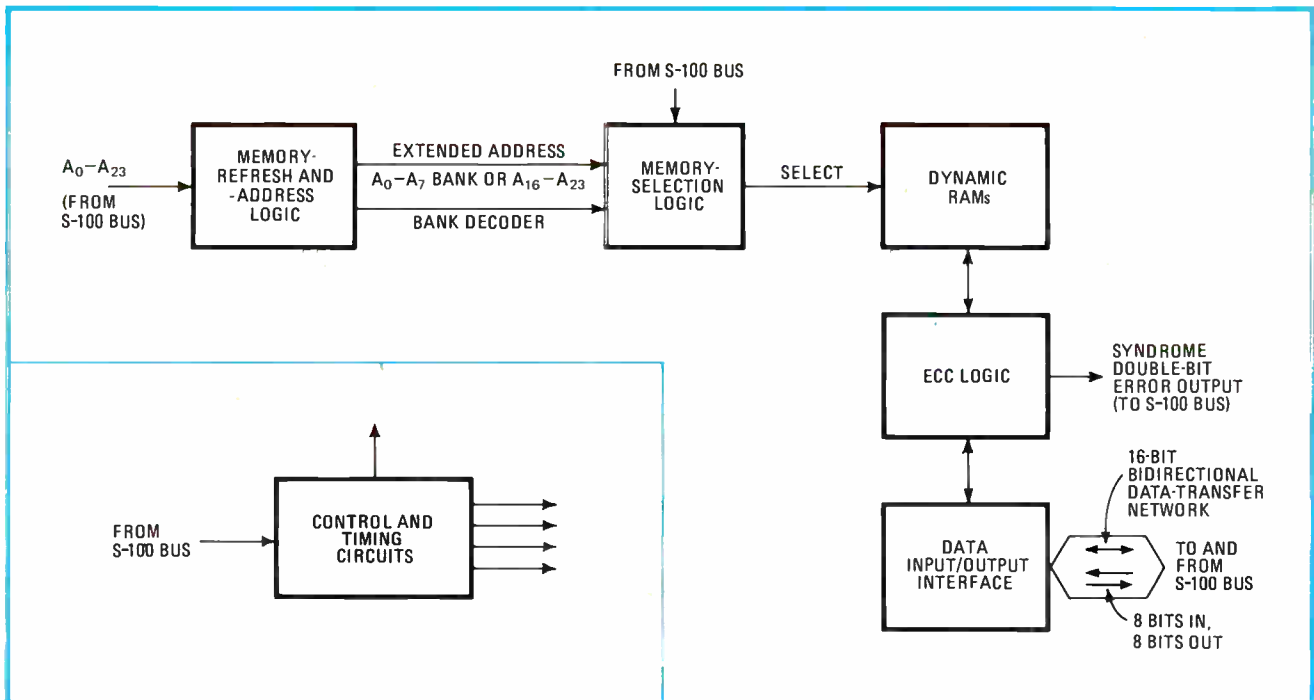 FROM S-100 BUS
A0–A23
(FROM
S-100 BUS)
MEMORY-
REFRESH AND
-ADDRESS
LOGIC
EXTENDED ADDRESS
A0–A7 BANK OR A16–A23
BANK DECODER
MEMORY-
SELECTION
LOGIC
SELECT
DYNAMIC
RAMs
ECC LOGIC
SYNDROME
DOUBLE-BIT
ERROR OUTPUT
(TO S-100 BUS)
16-BIT
BIDIRECTIONAL
DATA-TRANSFER
NETWORK
DATA
INPUT/OUTPUT
INTERFACE
TO AND
FROM
S-100 BUS
8 BITS IN,
8 BITS OUT
FROM
S-100 BUS
CONTROL AND
TIMING
CIRCUITS